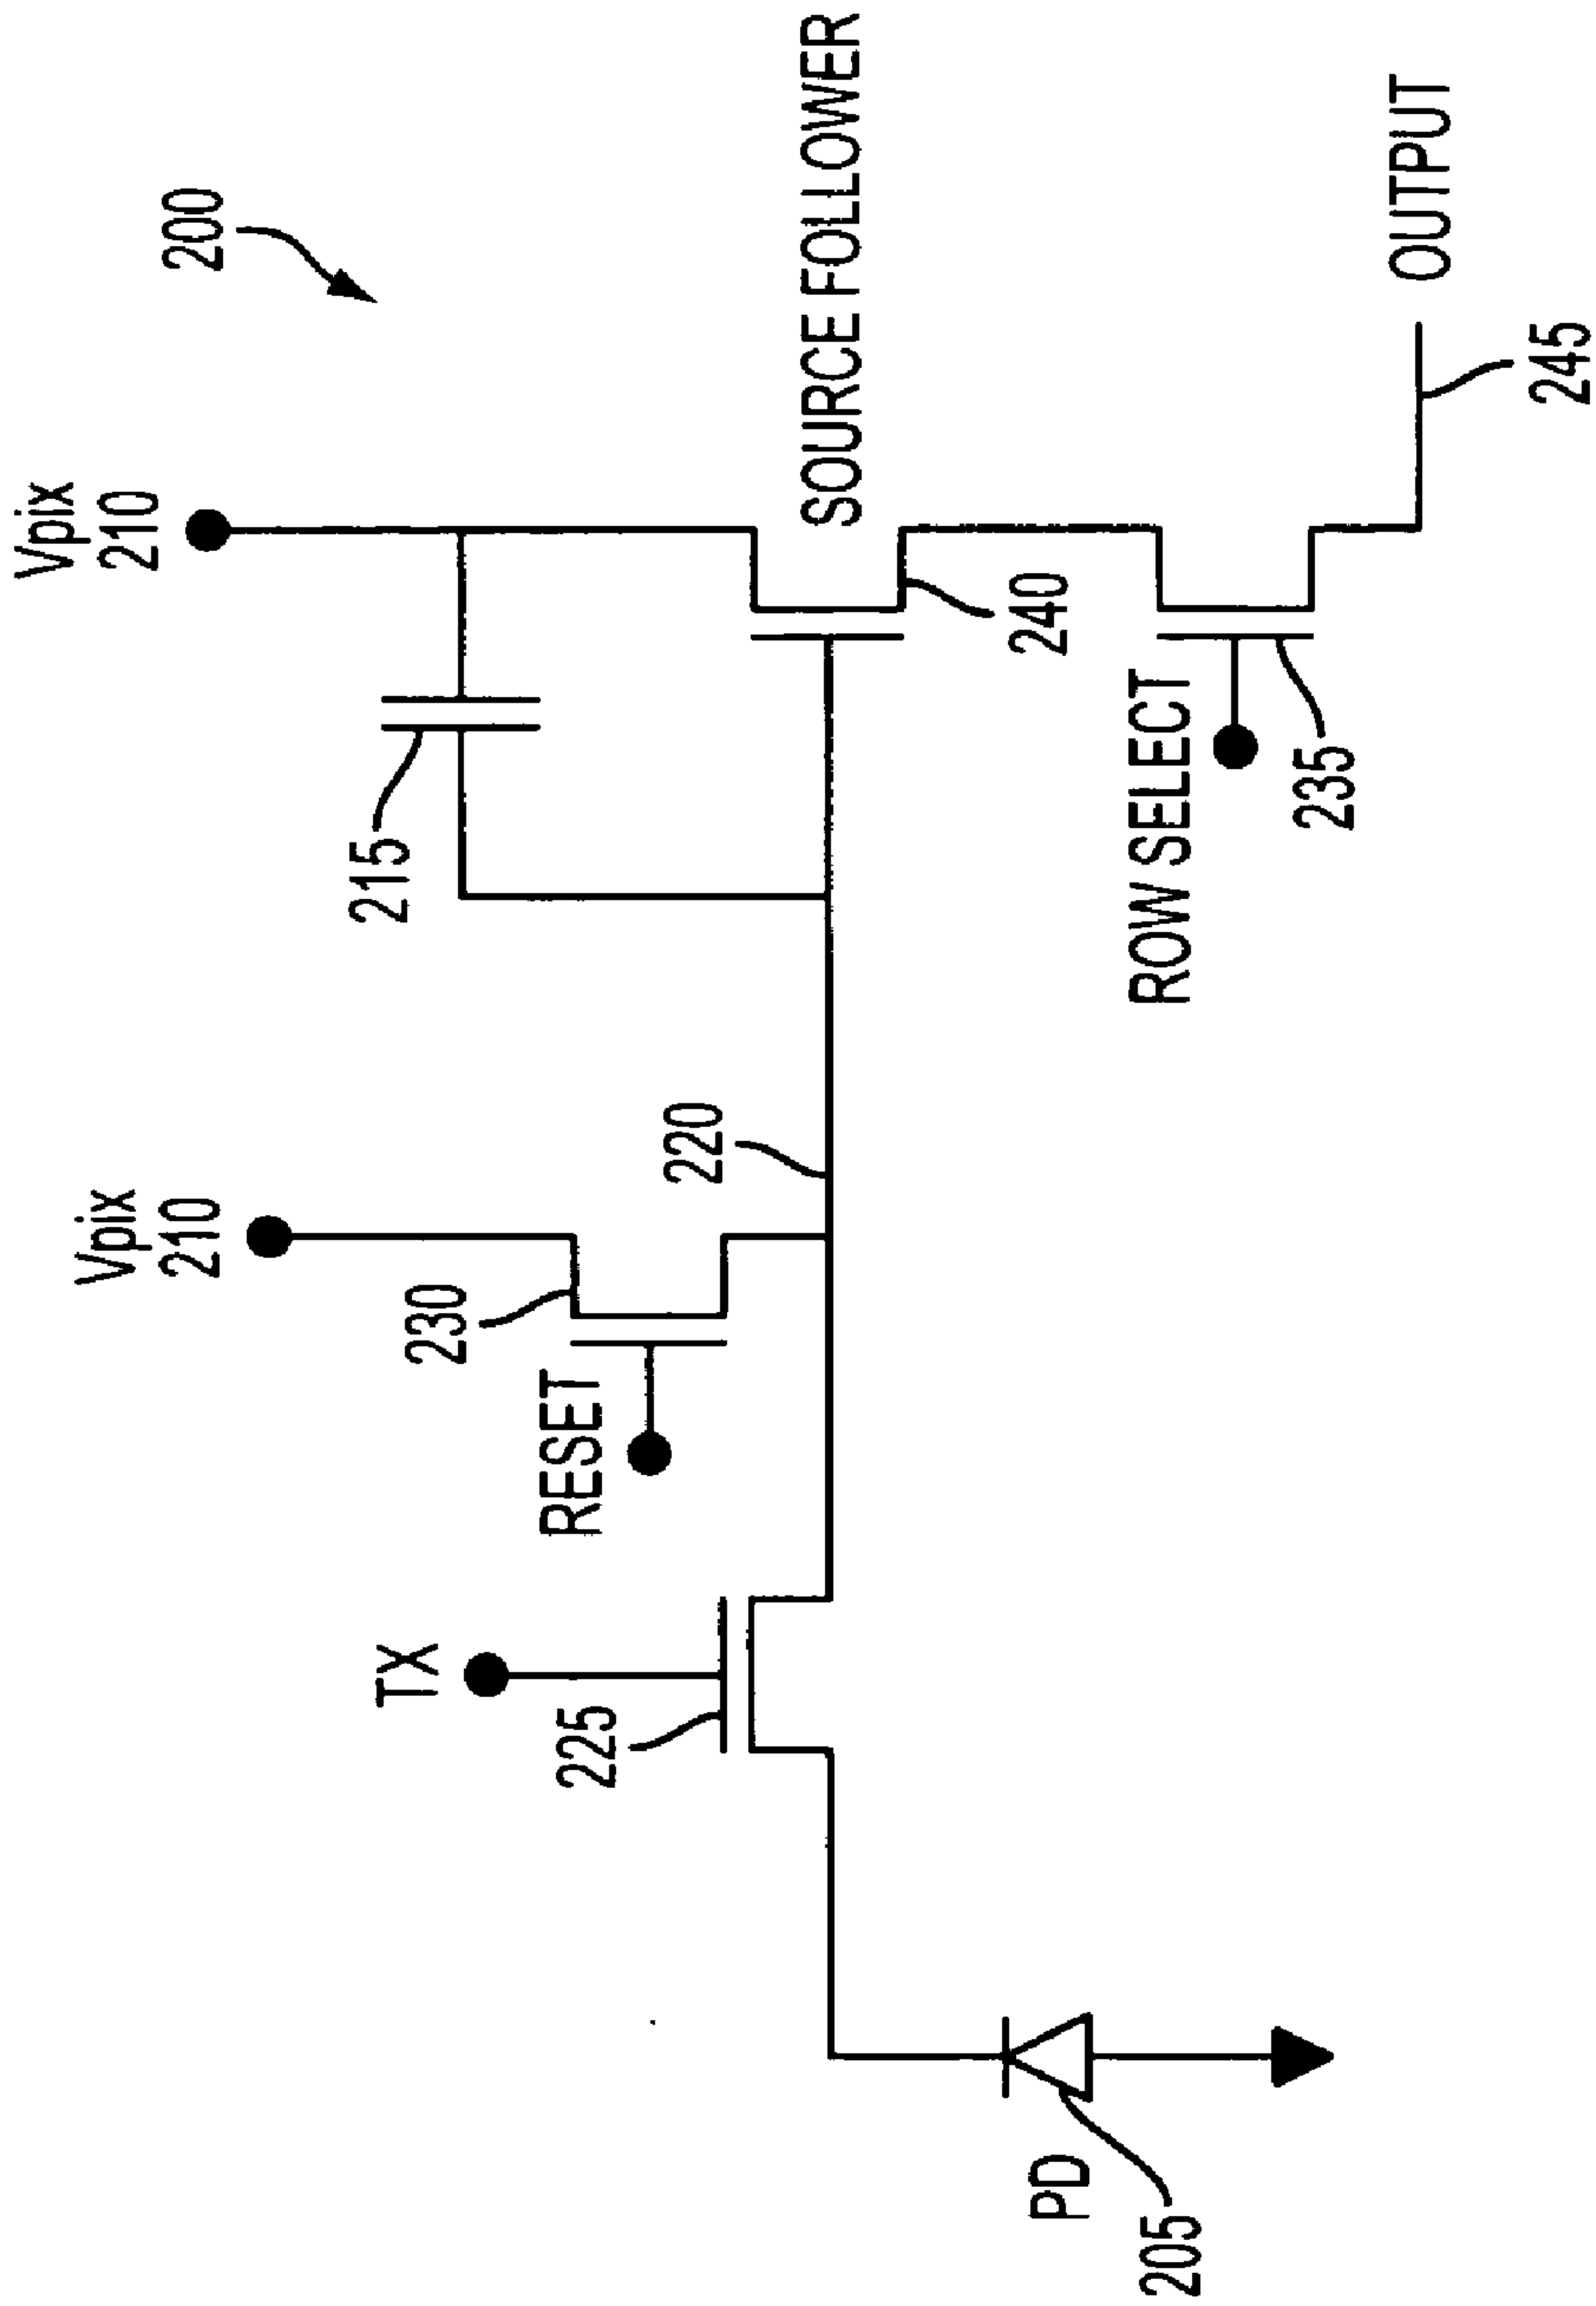 200
Vpix
210
Vpix
210
215
230
RESET
TX
225
220
SOURCE FOLLOWER
240
ROW SELECT
235
PD
205
OUTPUT
245